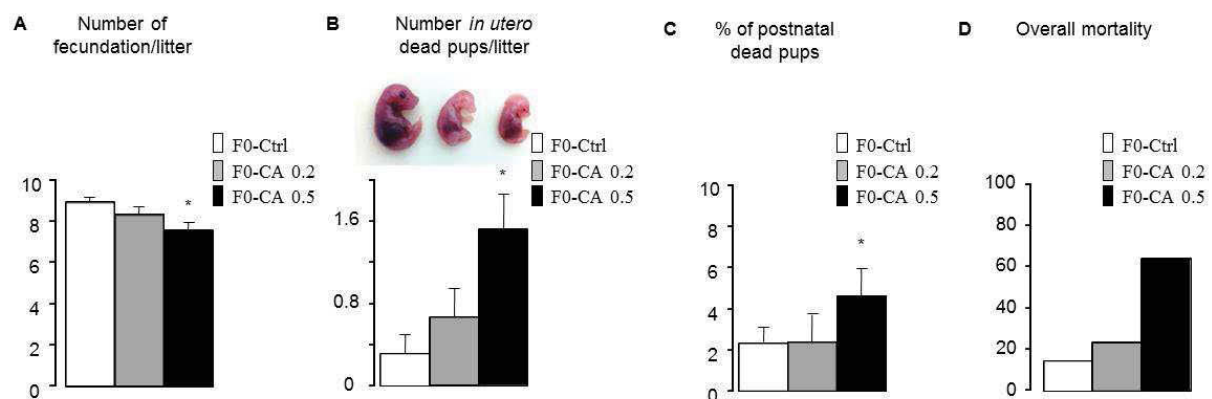 A
Number of
fecundation/litter
F0-Ctrl
F0-CA 0.2
F0-CA 0.5
10
8
6
4
2
0
*
B
Number in utero
dead pups/litter
F0-Ctrl
F0-CA 0.2
F0-CA 0.5
1.6
0.8
0
*
C
% of postnatal
dead pups
F0-Ctrl
F0-CA 0.2
F0-CA 0.5
10
8
6
4
2
0
*
D
Overall mortality
F0-Ctrl
F0-CA 0.2
F0-CA 0.5
100
80
60
40
20
0